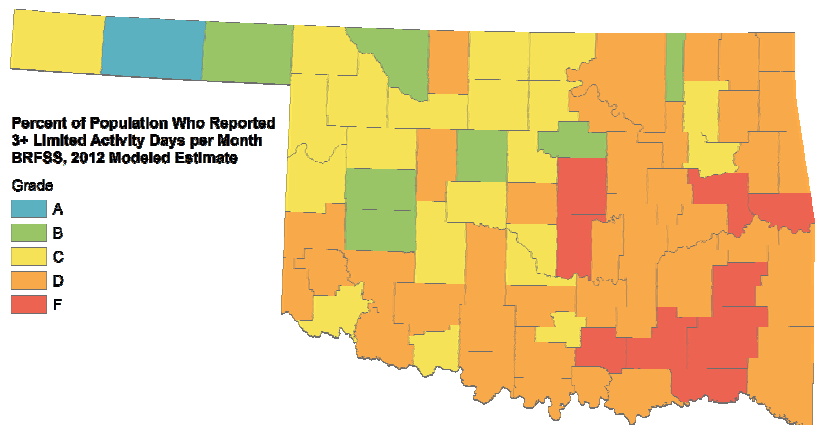 Percent of Population Who Reported
3+ Limited Activity Days per Month
BRFSS, 2012 Modeled Estimate
Grade
A
B
C
D
F